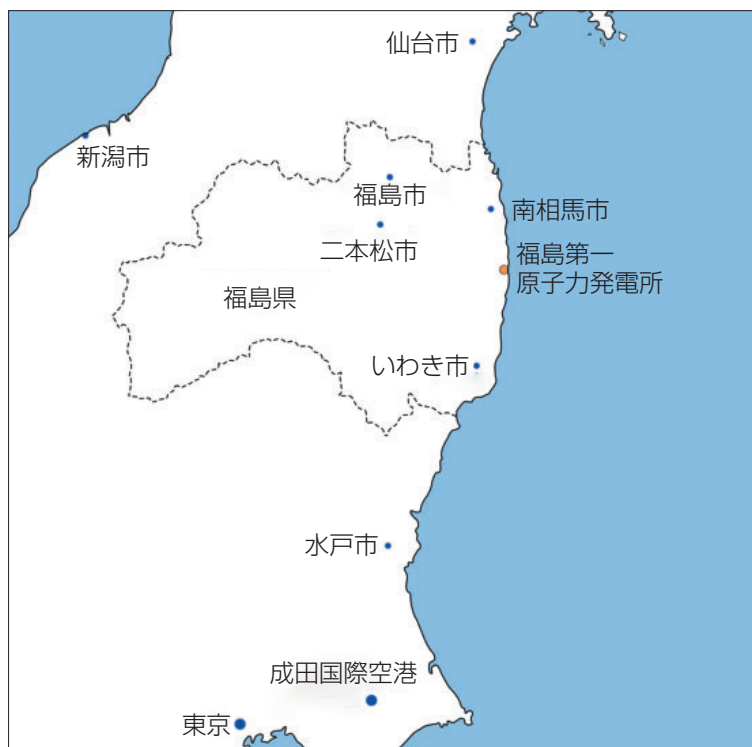 仙台市
新潟市
福島市
南相馬市
二本松市
福島第一
原子力発電所
福島県
いわき市
水戸市
成田国際空港
東京